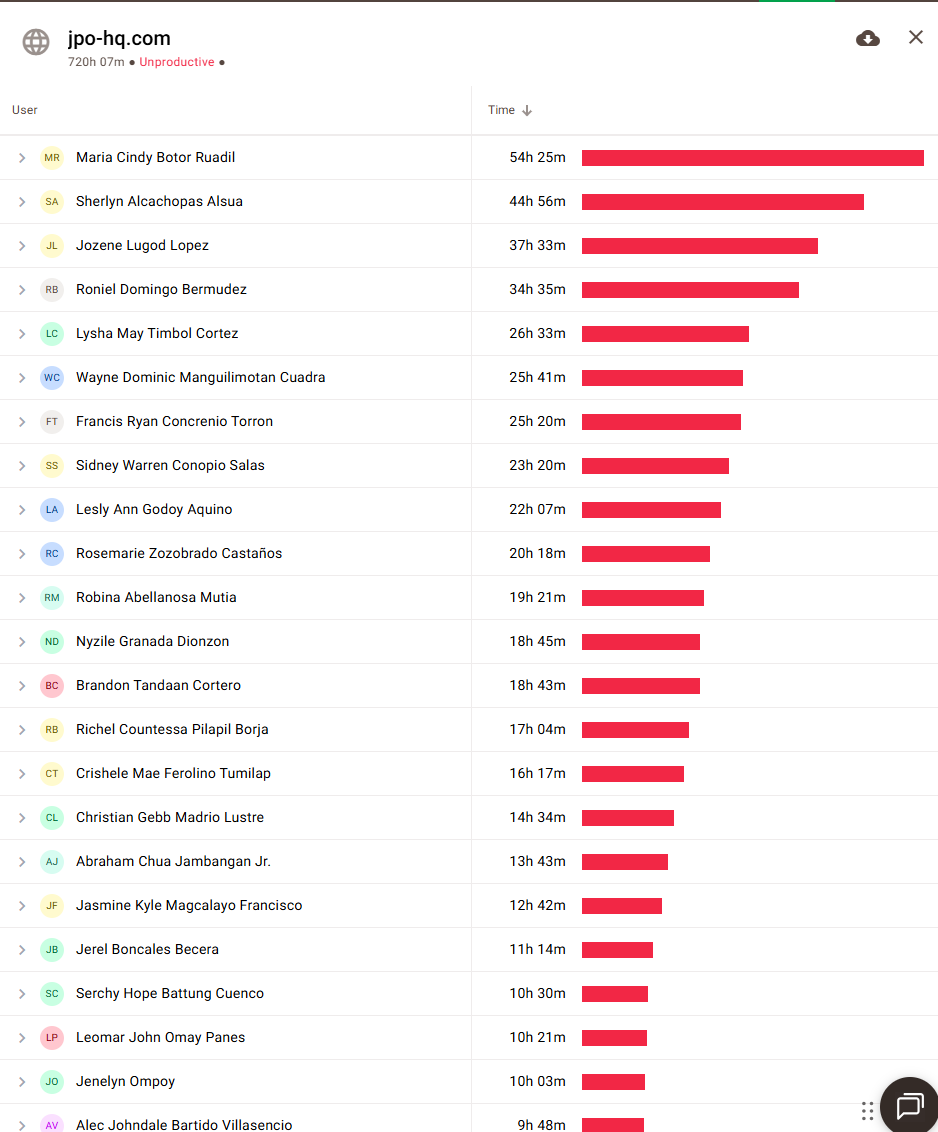 jpo-hq.com
720h 07m ● Unproductive ●
User Time
MR Maria Cindy Botor Ruadil 54h 25m
SA Sherlyn Alcachopas Alsua 44h 56m
JL Jozene Lugod Lopez 37h 33m
RB Roniel Domingo Bermudez 34h 35m
LC Lysha May Timbol Cortez 26h 33m
WC Wayne Dominic Manguilimotan Cuadra 25h 41m
FT Francis Ryan Concrenio Torron 25h 20m
SS Sidney Warren Conopio Salas 23h 20m
LA Lesly Ann Godoy Aquino 22h 07m
RC Rosemarie Zozobrado Castaños 20h 18m
RM Robina Abellanosa Mutia 19h 21m
ND Nyzile Granada Dionzon 18h 45m
BC Brandon Tandaan Cortero 18h 43m
RB Richel Countessa Pilapil Borja 17h 04m
CT Crishele Mae Ferolino Tumilap 16h 17m
CL Christian Gebb Madrio Lustre 14h 34m
AJ Abraham Chua Jambangan Jr. 13h 43m
JF Jasmine Kyle Magcalayo Francisco 12h 42m
JB Jerel Boncales Becera 11h 14m
SC Serchy Hope Battung Cuenco 10h 30m
LP Leomar John Omay Panes 10h 21m
JO Jenelyn Ompoy 10h 03m
AV Alec Johndale Bartido Villasencio 9h 48m